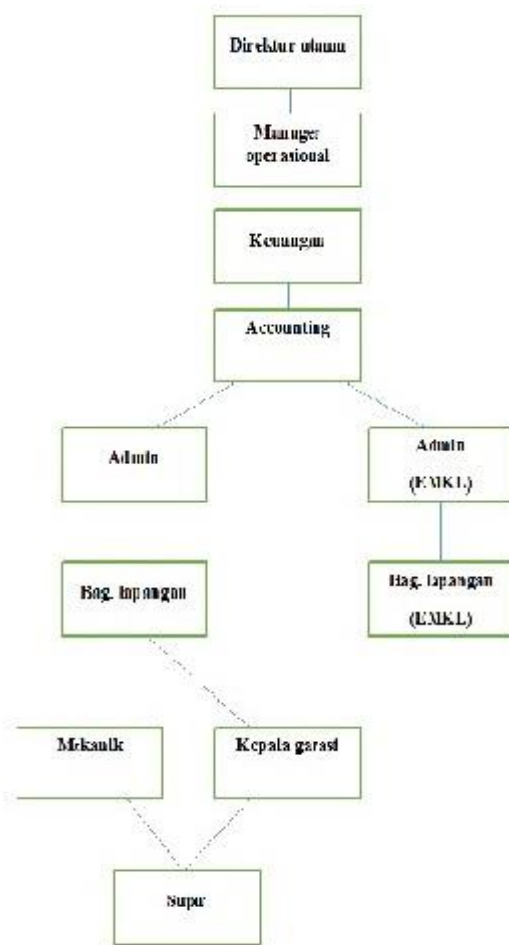 Direktur utama
Manager
operasional
Keuangan
Accounting
Admin
Admin
(EMKL)
Bag. lapangan
Bag. lapangan
(EMKL)
Mekanik
Kepala garasi
Supir